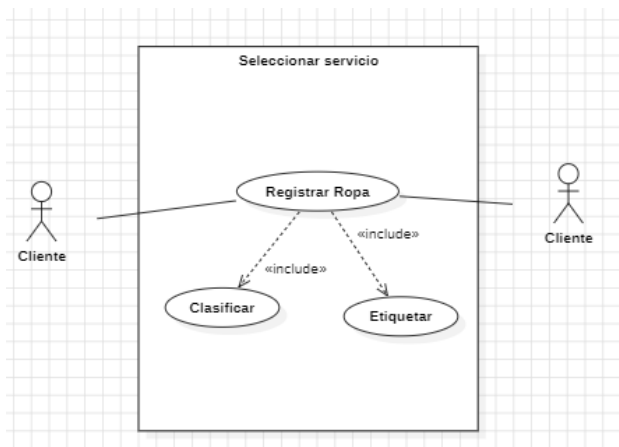 Seleccionar servicio
Registrar Ropa
Cliente
Cliente
«include»
«include»
Clasificar
Etiquetar